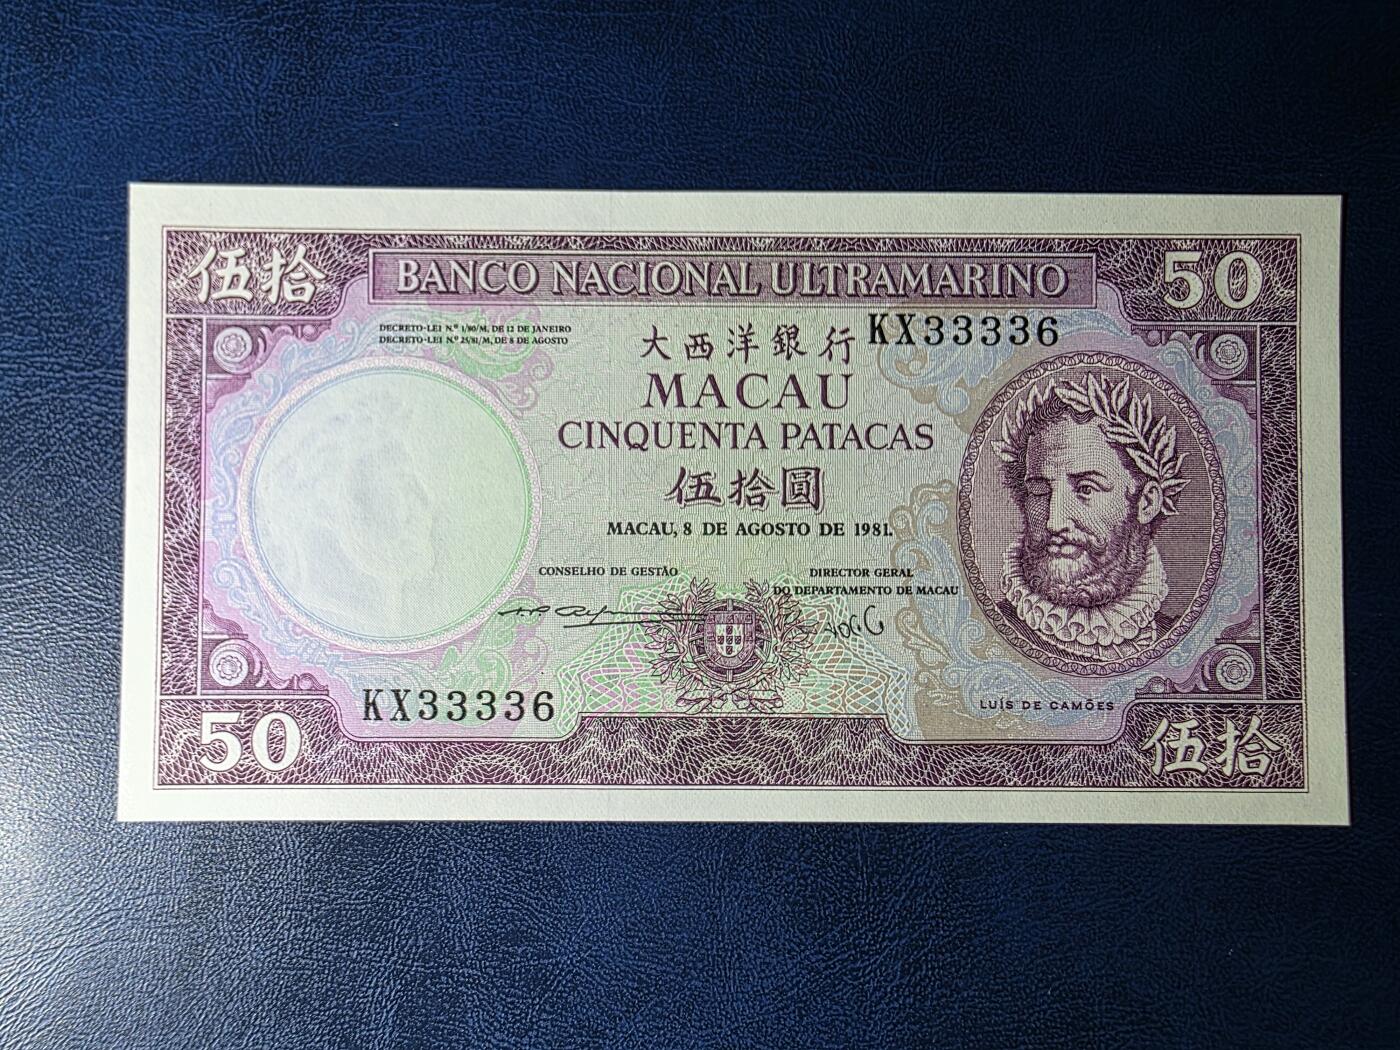 伍拾
BANCO NACIONAL ULTRAMARINO
50
DECRETO-LEI N.º 1/80/M, DE 12 DE JANEIRO
DECRETO-LEI N.º 25/81/M, DE 8 DE AGOSTO
大西洋銀行
KX33336
MACAU
CINQUENTA PATACAS
伍拾圓
MACAU, 8 DE AGOSTO DE 1981.
CONSELHO DE GESTÃO
DIRECTOR GERAL
DO DEPARTAMENTO DE MACAU
KX33336
LUÍS DE CAMÕES
50
伍拾